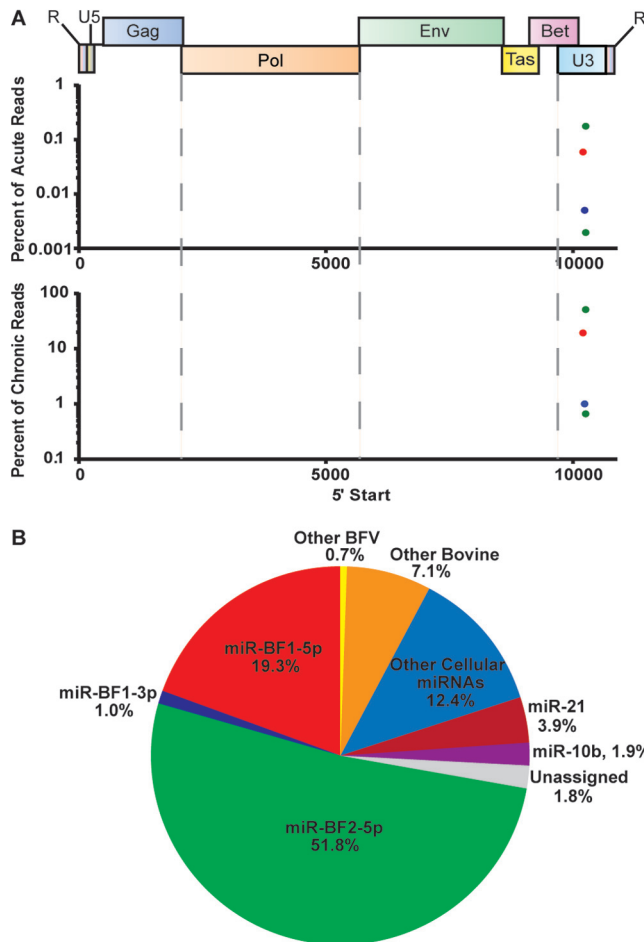 A
R
U5
R
Gag
Env
Bet
Pol
Tas
U3
Percent of Acute Reads
1
0.1
0.01
0.001
0
5000
10000
Percent of Chronic Reads
100
10
1
0.1
0
5000
10000
5' Start
B
Other BFV
0.7%
Other Bovine
7.1%
miR-BF1-5p
19.3%
Other Cellular
miRNAs
12.4%
miR-BF1-3p
1.0%
miR-21
3.9%
miR-10b, 1.9%
Unassigned
1.8%
miR-BF2-5p
51.8%